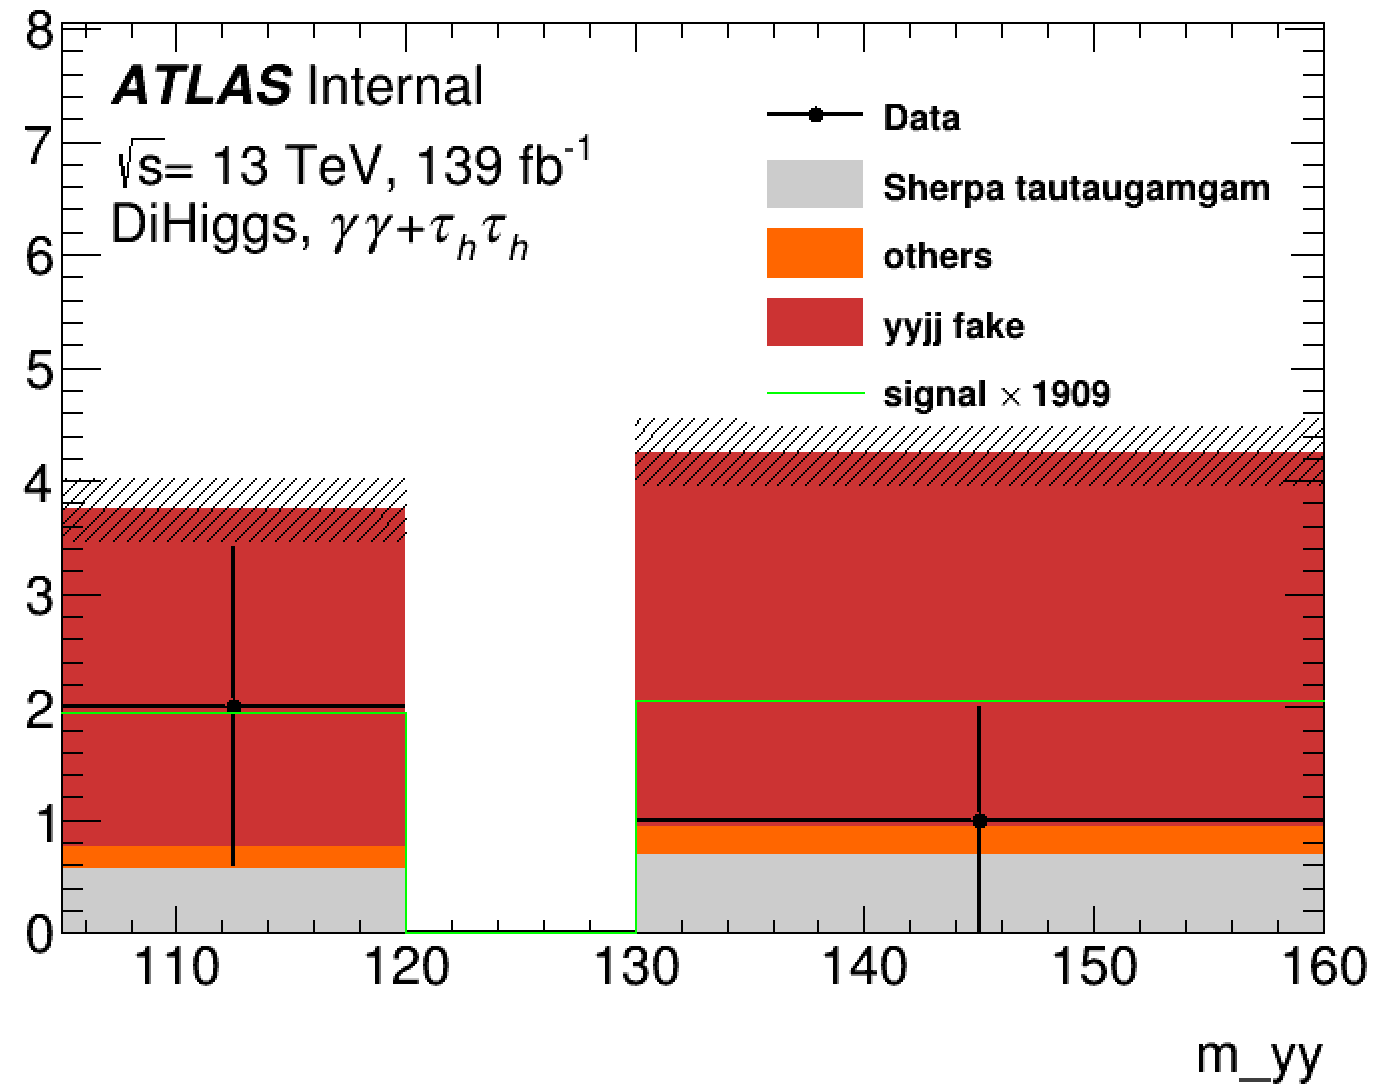 8
7
6
5
4
3
2
1
0
ATLAS Internal
√s= 13 TeV, 139 fb⁻¹
DiHiggs, γγ+τₕτₕ
Data
Sherpa tautaugamgam
others
yyjj fake
signal × 1909
110 120 130 140 150 160
m_yy